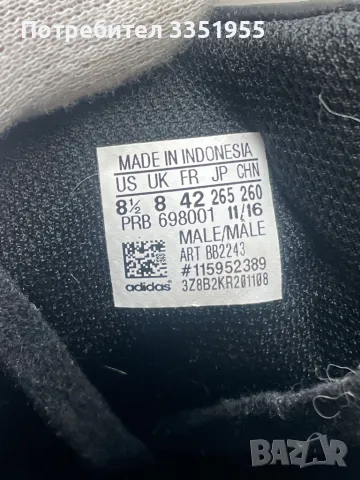 Потребител 3351955
MADE IN INDONESIA
US UK FR JP CHN
8½ 8 42 265 260
PRB 698001 11/16
MALE/MALE
ART BB2243
#115952389
adidas 3Z8B2KR201108
BAZAR